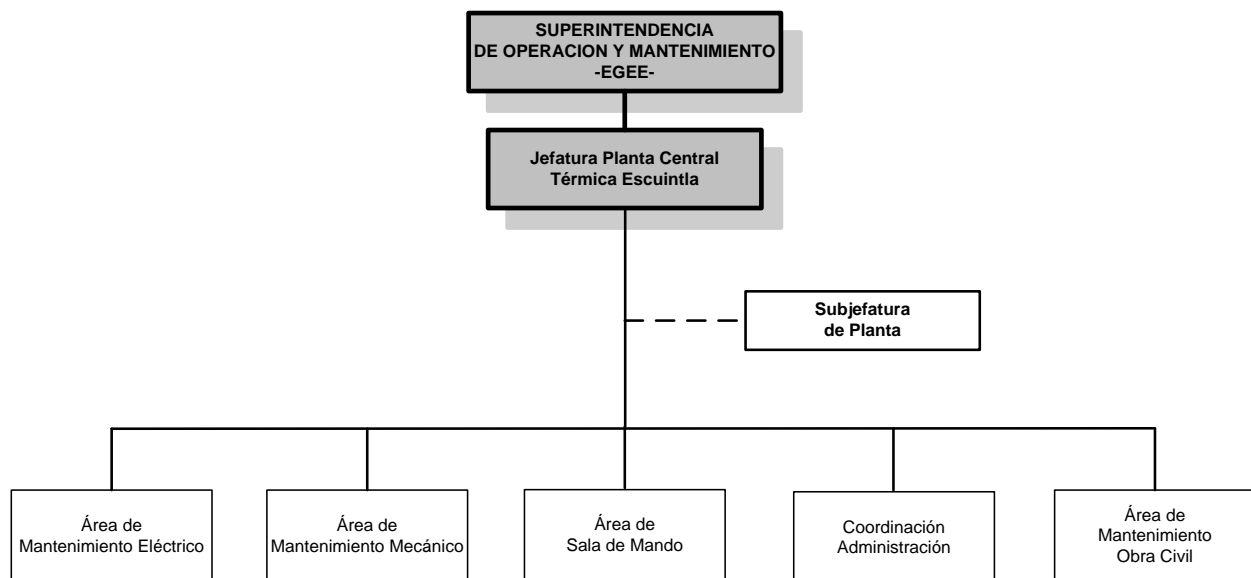 SUPERINTENDENCIA
DE OPERACION Y MANTENIMIENTO
-EGEE-
Jefatura Planta Central
Térmica Escuintla
Subjefatura
de Planta
Área de
Mantenimiento Eléctrico
Área de
Mantenimiento Mecánico
Área de
Sala de Mando
Coordinación
Administración
Área de
Mantenimiento
Obra Civil